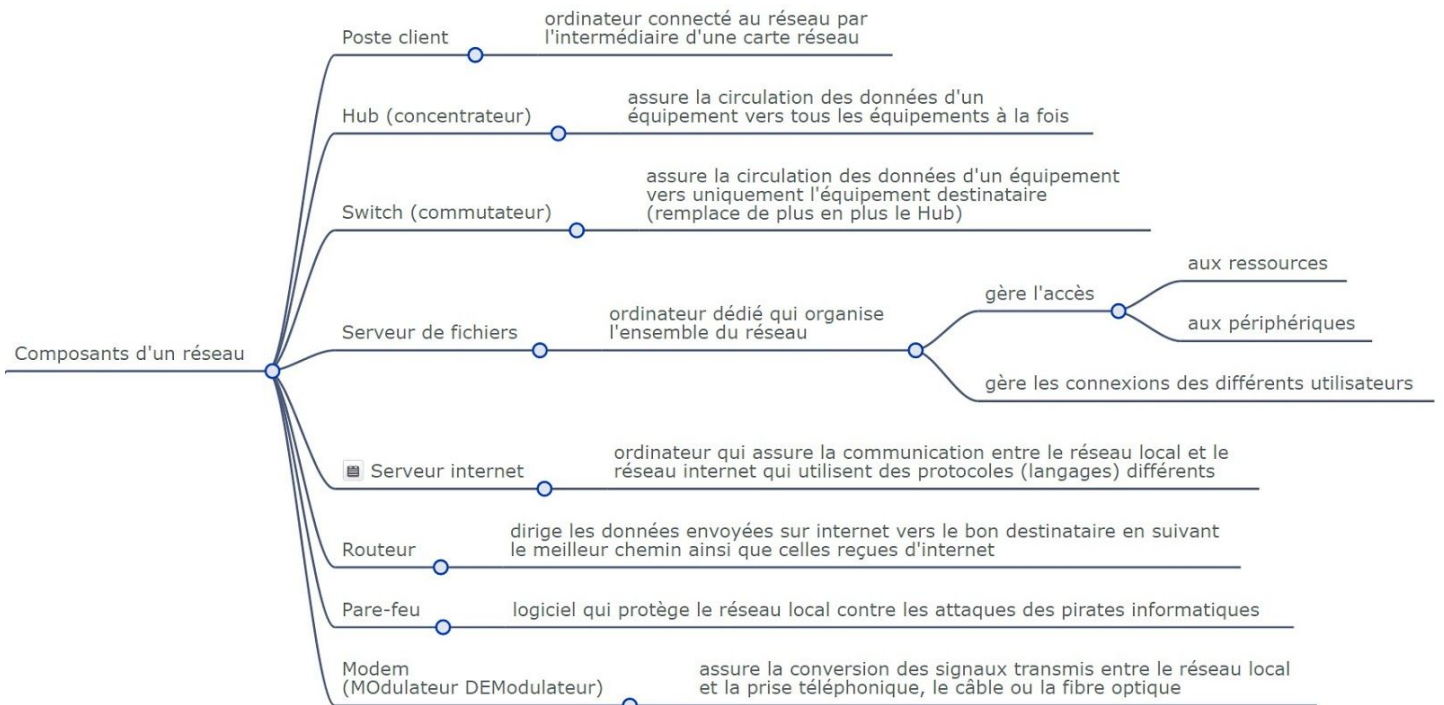 Composants d'un réseau
Poste client
ordinateur connecté au réseau par
l'intermédiaire d'une carte réseau
Hub (concentrateur)
assure la circulation des données d'un
équipement vers tous les équipements à la fois
Switch (commutateur)
assure la circulation des données d'un équipement
vers uniquement l'équipement destinataire
(remplace de plus en plus le Hub)
Serveur de fichiers
ordinateur dédié qui organise
l'ensemble du réseau
gère l'accès
aux ressources
aux périphériques
gère les connexions des différents utilisateurs
Serveur internet
ordinateur qui assure la communication entre le réseau local et le
réseau internet qui utilisent des protocoles (langages) différents
Routeur
dirige les données envoyées sur internet vers le bon destinataire en suivant
le meilleur chemin ainsi que celles reçues d'internet
Pare-feu
logiciel qui protège le réseau local contre les attaques des pirates informatiques
Modem
(MOdulateur DEModulateur)
assure la conversion des signaux transmis entre le réseau local
et la prise téléphonique, le câble ou la fibre optique